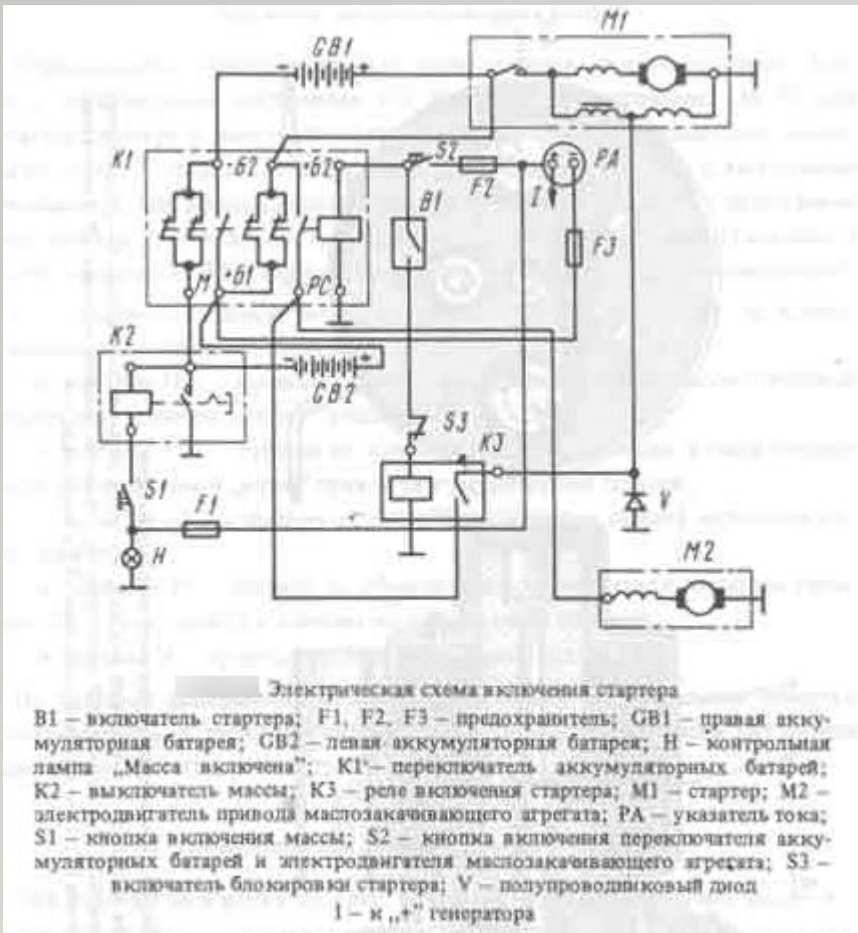 M1
GB1
- +
K1
-Б2 +Б2 S2 PA
F2
B1 I
F3
M +Б1 PC
K2
- +
GB2
S3
K3
S1 F1
V
H
M2
Электрическая схема включения стартера
B1 – включатель стартера; F1, F2, F3 – предохранитель; GB1 – правая акку-
муляторная батарея; GB2 – левая аккумуляторная батарея; H – контрольная
лампа „Масса включена”; K1 – переключатель аккумуляторных батарей;
K2 – выключатель массы; K3 – реле включения стартера; M1 – стартер; M2 –
электродвигатель привода маслозакачивающего агрегата; PA – указатель тока;
S1 – кнопка включения массы; S2 – кнопка включения переключателя акку-
муляторных батарей и электродвигателя маслозакачивающего агрегата; S3 –
включатель блокировки стартера; V – полупроводниковый диод
I – к „+” генератора